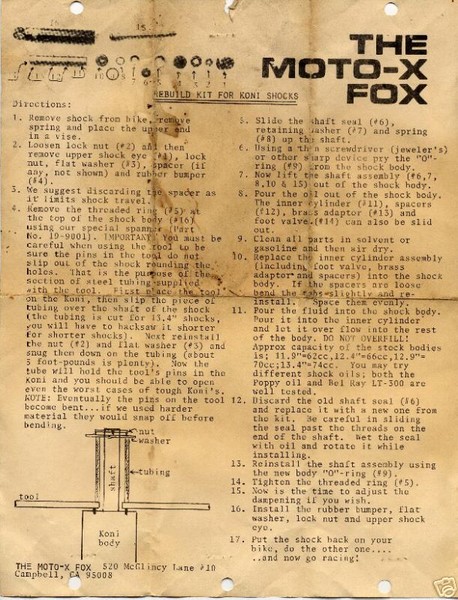 THE
MOTO-X
FOX
REBUILD KIT FOR KONI SHOCKS
Directions:
1. Remove shock from bike, remove
spring and place the upper end
in a vise.
2. Loosen lock nut (#2) and then
remove upper shock eye (#1), lock
nut, flat washer (#3), spacer (if
any, not shown) and rubber bumper
(#4).
3. We suggest discarding the spacer as
it limits shock travel.
4. Remove the threaded ring (#5) at
the top of the shock body (#16)
using our special spanner (Part
No. 19-9001). IMPORTANT! You must be
careful when using the tool to be
sure the pins in the tool do not
slip out of the shock rounding the
holes. That is the purpose of the
section of steel tubing supplied
with the tool. First place the tool
on the Koni, then slip the piece of
tubing over the shaft of the shock
(the tubing is cut for 13.4" shocks,
you will have to hacksaw it shorter
for shorter shocks). Next reinstall
the nut (#2) and flat washer (#3) and
snug them down on the tubing (about
5 foot-pounds is plenty). Now the
tube will hold the tool's pins in the
Koni and you should be able to open
even the worst cases of tough Koni's.
NOTE: Eventually the pins on the tool
become bent...if we used harder
material they would snap off before
bending.
nut
washer
shaft
tubing
tool
Koni
body
5. Slide the shaft seal (#6),
retaining washer (#7) and spring
(#8) up the shaft.
6. Using a thin screwdriver (jeweler's)
or other sharp device pry the "O"-
ring (#9) from the shock body.
7. Now lift the shaft assembly (#6,7,
8,10 & 15) out of the shock body.
8. Pour the oil out of the shock body.
The inner cylinder (#11), spacers
(#12), brass adaptor (#13) and
foot valve (#14) can also be slid
out.
9. Clean all parts in solvent or
gasoline and then air dry.
10. Replace the inner cylinder assembly
(including foot valve, brass
adaptor and spacers) into the shock
body. If the spacers are loose
bend the tabs slightly and re-
install. Space them evenly.
11. Pour the fluid into the shock body.
Pour it into the inner cylinder
and let it over flow into the rest
of the body. DO NOT OVERFILL!
Approx capacity of the stock bodies
is; 11.9"=62cc,12.4"=66cc,12.9"=
70cc;13.4"=74cc. You may try
different shock oils; both the
Poppy oil and Bel Ray LT-300 are
well tested.
12. Discard the old shaft seal (#6)
and replace it with a new one from
the kit. Be careful in sliding
the seal past the threads on the
end of the shaft. Wet the seal
with oil and rotate it while
installing.
13. Reinstall the shaft assembly using
the new body "O"-ring (#9).
14. Tighten the threaded ring (#5).
15. Now is the time to adjust the
dampening if you wish.
16. Install the rubber bumper, flat
washer, lock nut and upper shock
eye.
17. Put the shock back on your
bike, do the other one....
..and now go racing!
THE MOTO-X FOX 520 McGlincy Lane #10
Campbell, CA 95008